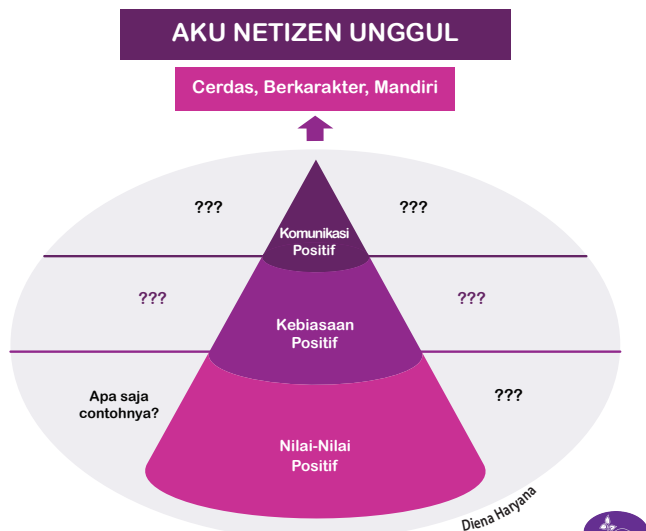 AKU NETIZEN UNGGUL
Cerdas, Berkarakter, Mandiri
???
???
Komunikasi
Positif
???
???
Kebiasaan
Positif
Apa saja
contohnya?
???
Nilai-Nilai
Positif
Diena Haryana